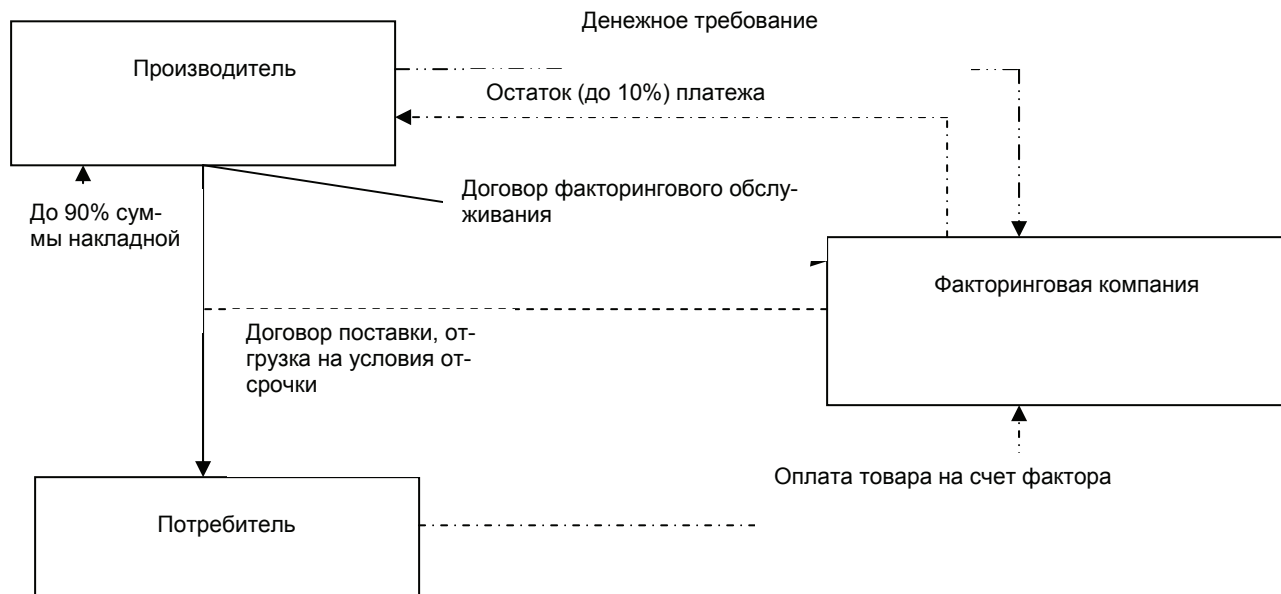 Денежное требование
Производитель
Остаток (до 10%) платежа
Договор факторингового обслу-
живания
До 90% сум-
мы накладной
Факторинговая компания
Договор поставки, от-
грузка на условия от-
срочки
Оплата товара на счет фактора
Потребитель